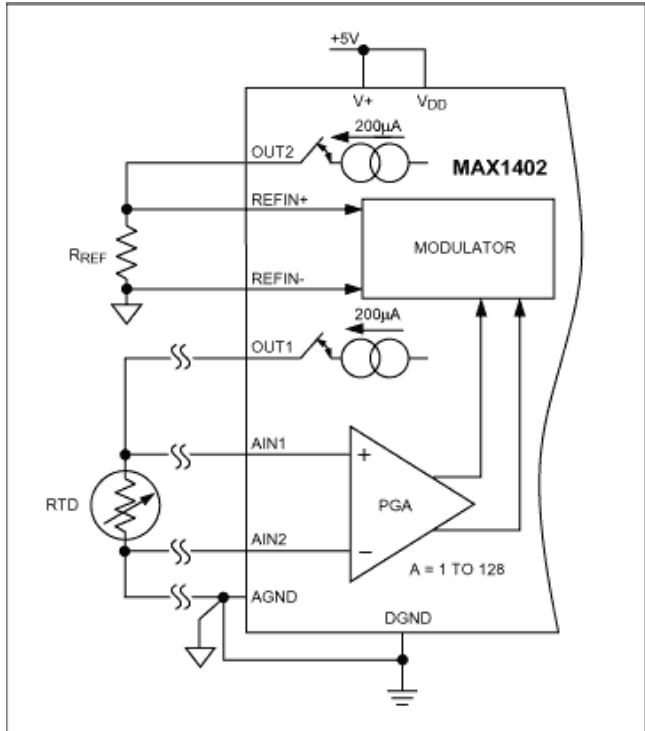 +5V
V+
VDD
200µA
OUT2
MAX1402
REFIN+
RREF
MODULATOR
REFIN-
200µA
OUT1
AIN1
+
RTD
PGA
AIN2
−
A = 1 TO 128
AGND
DGND